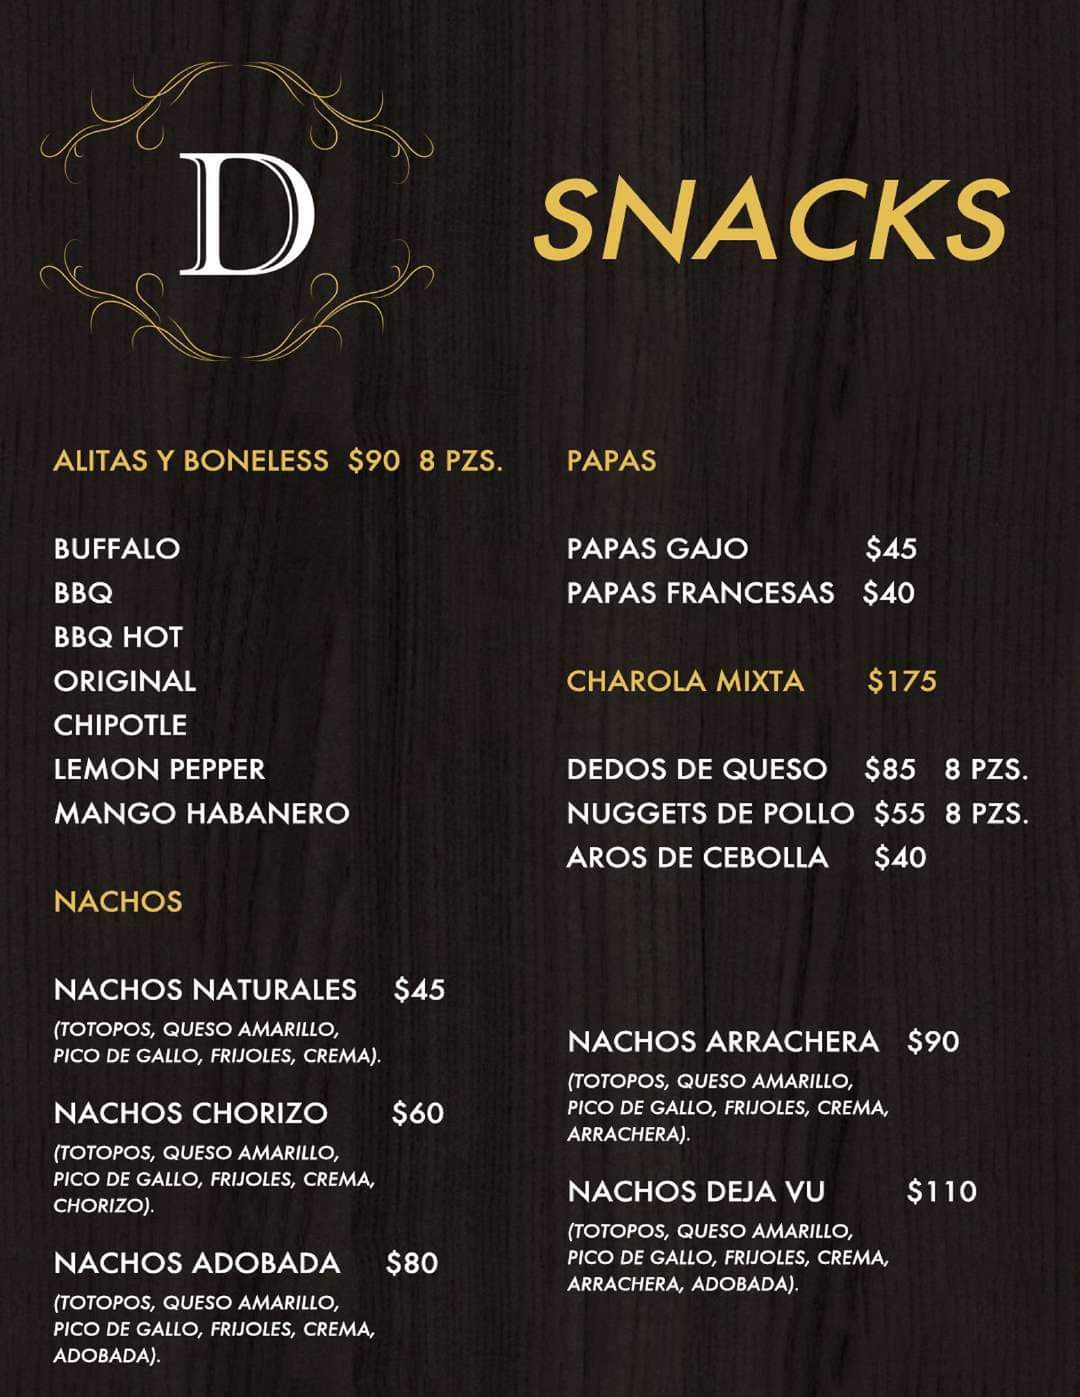 D
SNACKS
ALITAS Y BONELESS $90 8 PZS.
BUFFALO
BBQ
BBQ HOT
ORIGINAL
CHIPOTLE
LEMON PEPPER
MANGO HABANERO
NACHOS
NACHOS NATURALES $45
(TOTOPOS, QUESO AMARILLO,
PICO DE GALLO, FRIJOLES, CREMA).
NACHOS CHORIZO $60
(TOTOPOS, QUESO AMARILLO,
PICO DE GALLO, FRIJOLES, CREMA,
CHORIZO).
NACHOS ADOBADA $80
(TOTOPOS, QUESO AMARILLO,
PICO DE GALLO, FRIJOLES, CREMA,
ADOBADA).
PAPAS
PAPAS GAJO $45
PAPAS FRANCESAS $40
CHAROLA MIXTA $175
DEDOS DE QUESO $85 8 PZS.
NUGGETS DE POLLO $55 8 PZS.
AROS DE CEBOLLA $40
NACHOS ARRACHERA $90
(TOTOPOS, QUESO AMARILLO,
PICO DE GALLO, FRIJOLES, CREMA,
ARRACHERA).
NACHOS DEJA VU $110
(TOTOPOS, QUESO AMARILLO,
PICO DE GALLO, FRIJOLES, CREMA,
ARRACHERA, ADOBADA).